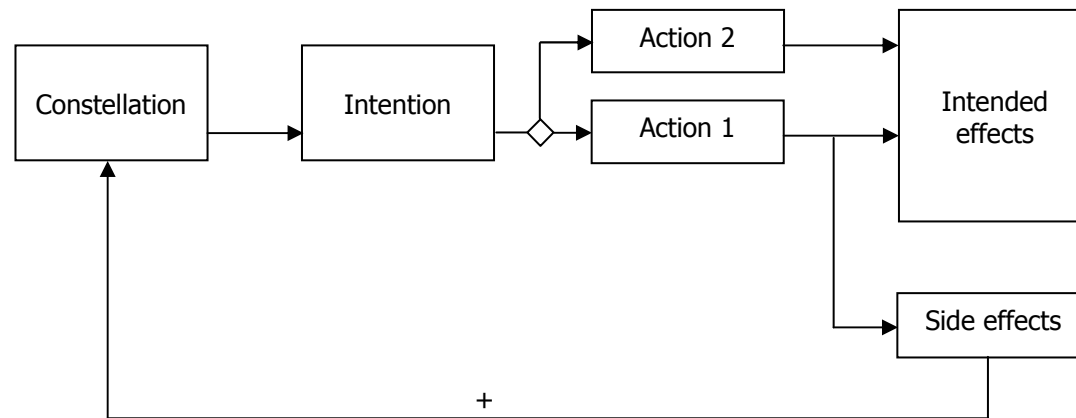 Constellation
Intention
Action 2
Action 1
Intended
effects
Side effects
+